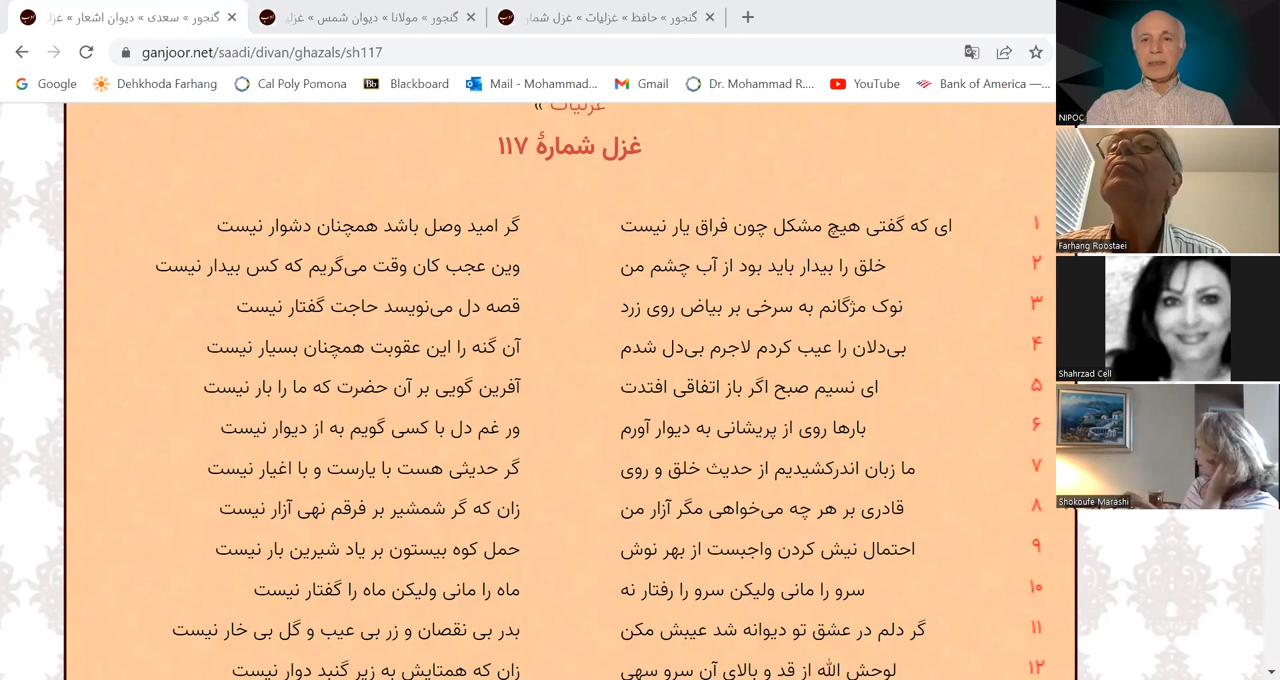 گنجور » سعدی » دیوان اشعار » غزل
گنجور » مولانا » دیوان شمس » غزلی
گنجور » حافظ » غزلیات » غزل شمار
ganjoor.net/saadi/divan/ghazals/sh117
Google Dehkhoda Farhang Cal Poly Pomona Bb Blackboard Mail - Mohammad... Gmail Dr. Mohammad R.... YouTube Bank of America —...
غزلیات »
غزل شمارهٔ ۱۱۷
۱ ای که گفتی هیچ مشکل چون فراق یار نیست گر امید وصل باشد همچنان دشوار نیست
۲ خلق را بیدار باید بود از آب چشم من وین عجب کان وقت می‌گریم که کس بیدار نیست
۳ نوک مژگانم به سرخی بر بیاض روی زرد قصه دل می‌نویسد حاجت گفتار نیست
۴ بی‌دلان را عیب کردم لاجرم بی‌دل شدم آن گنه را این عقوبت همچنان بسیار نیست
۵ ای نسیم صبح اگر باز اتفاقی افتدت آفرین گویی بر آن حضرت که ما را بار نیست
۶ بارها روی از پریشانی به دیوار آورم ور غم دل با کسی گویم به از دیوار نیست
۷ ما زبان اندرکشیدیم از حدیث خلق و روی گر حدیثی هست با یارست و با اغیار نیست
۸ قادری بر هر چه می‌خواهی مگر آزار من زان که گر شمشیر بر فرقم نهی آزار نیست
۹ احتمال نیش کردن واجبست از بهر نوش حمل کوه بیستون بر یاد شیرین بار نیست
۱۰ سرو را مانی ولیکن سرو را رفتار نه ماه را مانی ولیکن ماه را گفتار نیست
۱۱ گر دلم در عشق تو دیوانه شد عیبش مکن بدر بی نقصان و زر بی عیب و گل بی خار نیست
۱۲ لوحش الله از قد و بالای آن سرو سهی زان که همتایش به زیر گنبد دوار نیست
NIPOC
Farhang Roostaei
Shahrzad Cell
Shokoufe Marashi